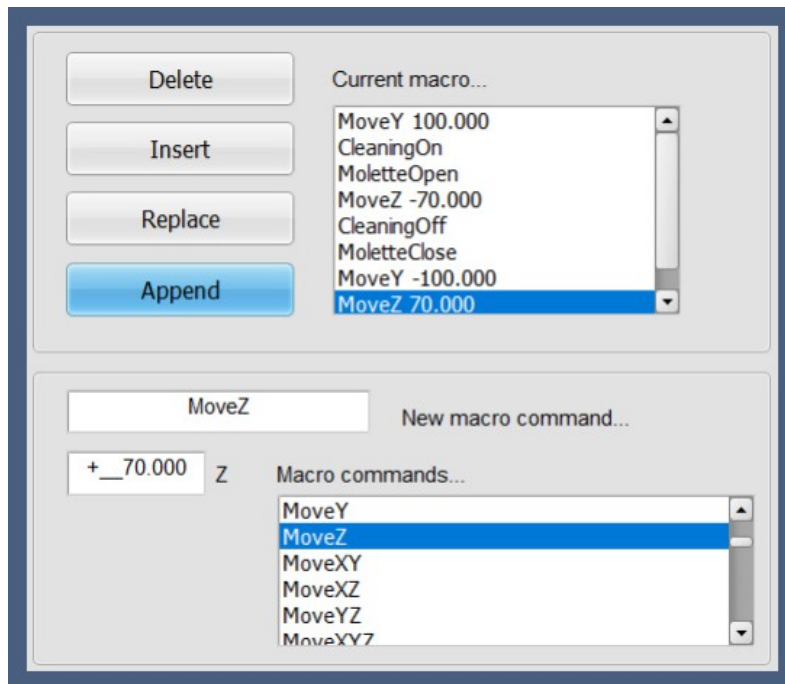 Delete
Insert
Replace
Append
Current macro...
MoveY 100.000
CleaningOn
MoletteOpen
MoveZ -70.000
CleaningOff
MoletteClose
MoveY -100.000
MoveZ 70.000
MoveZ
New macro command...
+__70.000 Z
Macro commands...
MoveY
MoveZ
MoveXY
MoveXZ
MoveYZ
MoveXYZ